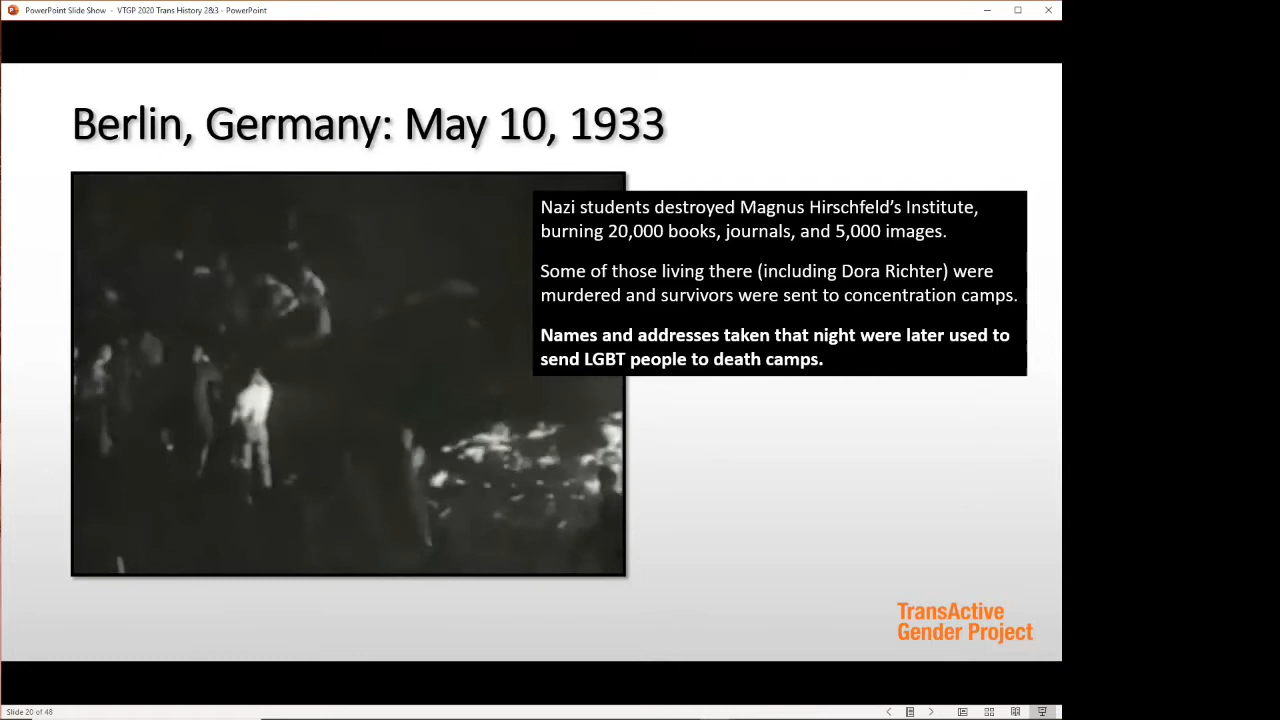 PowerPoint Slide Show - VTGP 2020 Trans History 2&3 - PowerPoint
Berlin, Germany: May 10, 1933
Nazi students destroyed Magnus Hirschfeld's Institute,
burning 20,000 books, journals, and 5,000 images.
Some of those living there (including Dora Richter) were
murdered and survivors were sent to concentration camps.
Names and addresses taken that night were later used to
send LGBT people to death camps.
TransActive
Gender Project
Slide 20 of 48